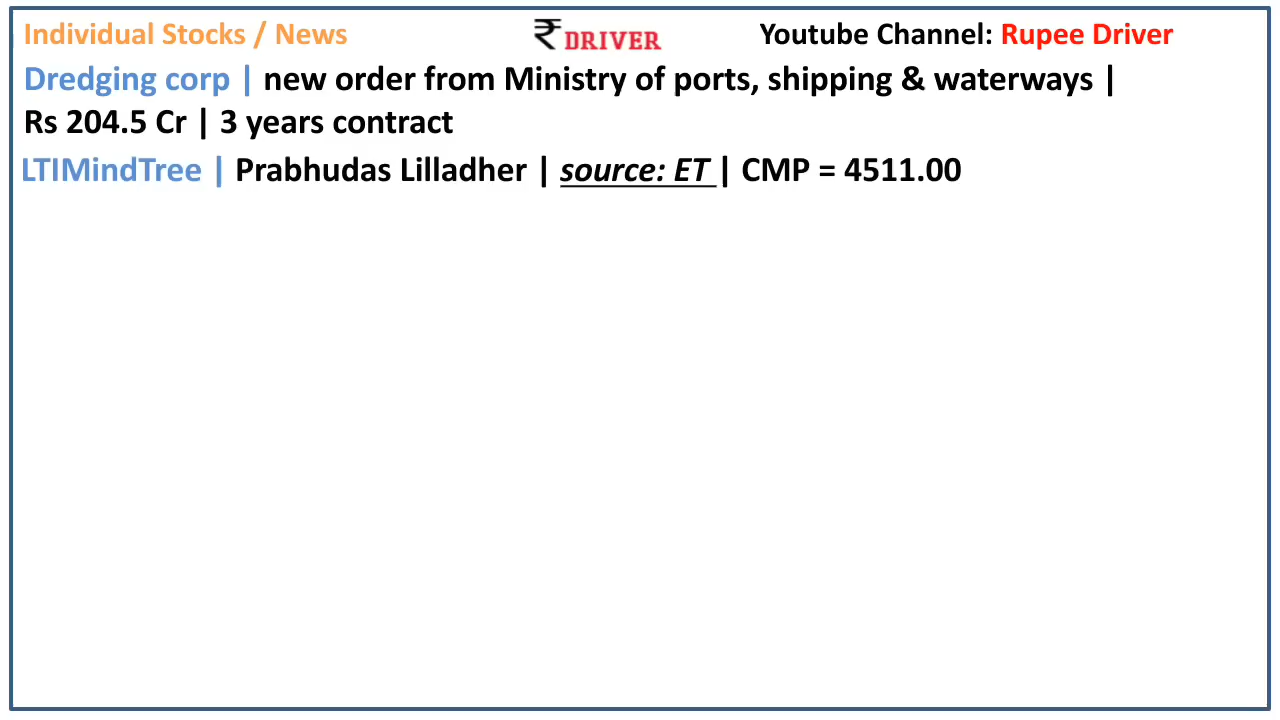 Individual Stocks / News ₹ DRIVER Youtube Channel: Rupee Driver
Dredging corp | new order from Ministry of ports, shipping & waterways |
Rs 204.5 Cr | 3 years contract
LTIMindTree | Prabhudas Lilladher | source: ET | CMP = 4511.00